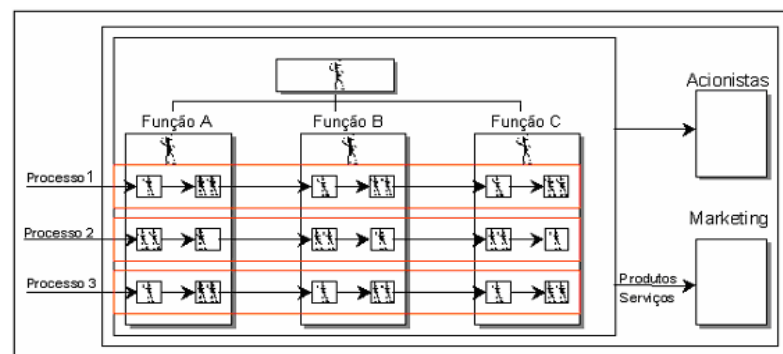 Acionistas
Função A
Função B
Função C
Processo 1
Marketing
Processo 2
Processo 3
Produtos
Serviços